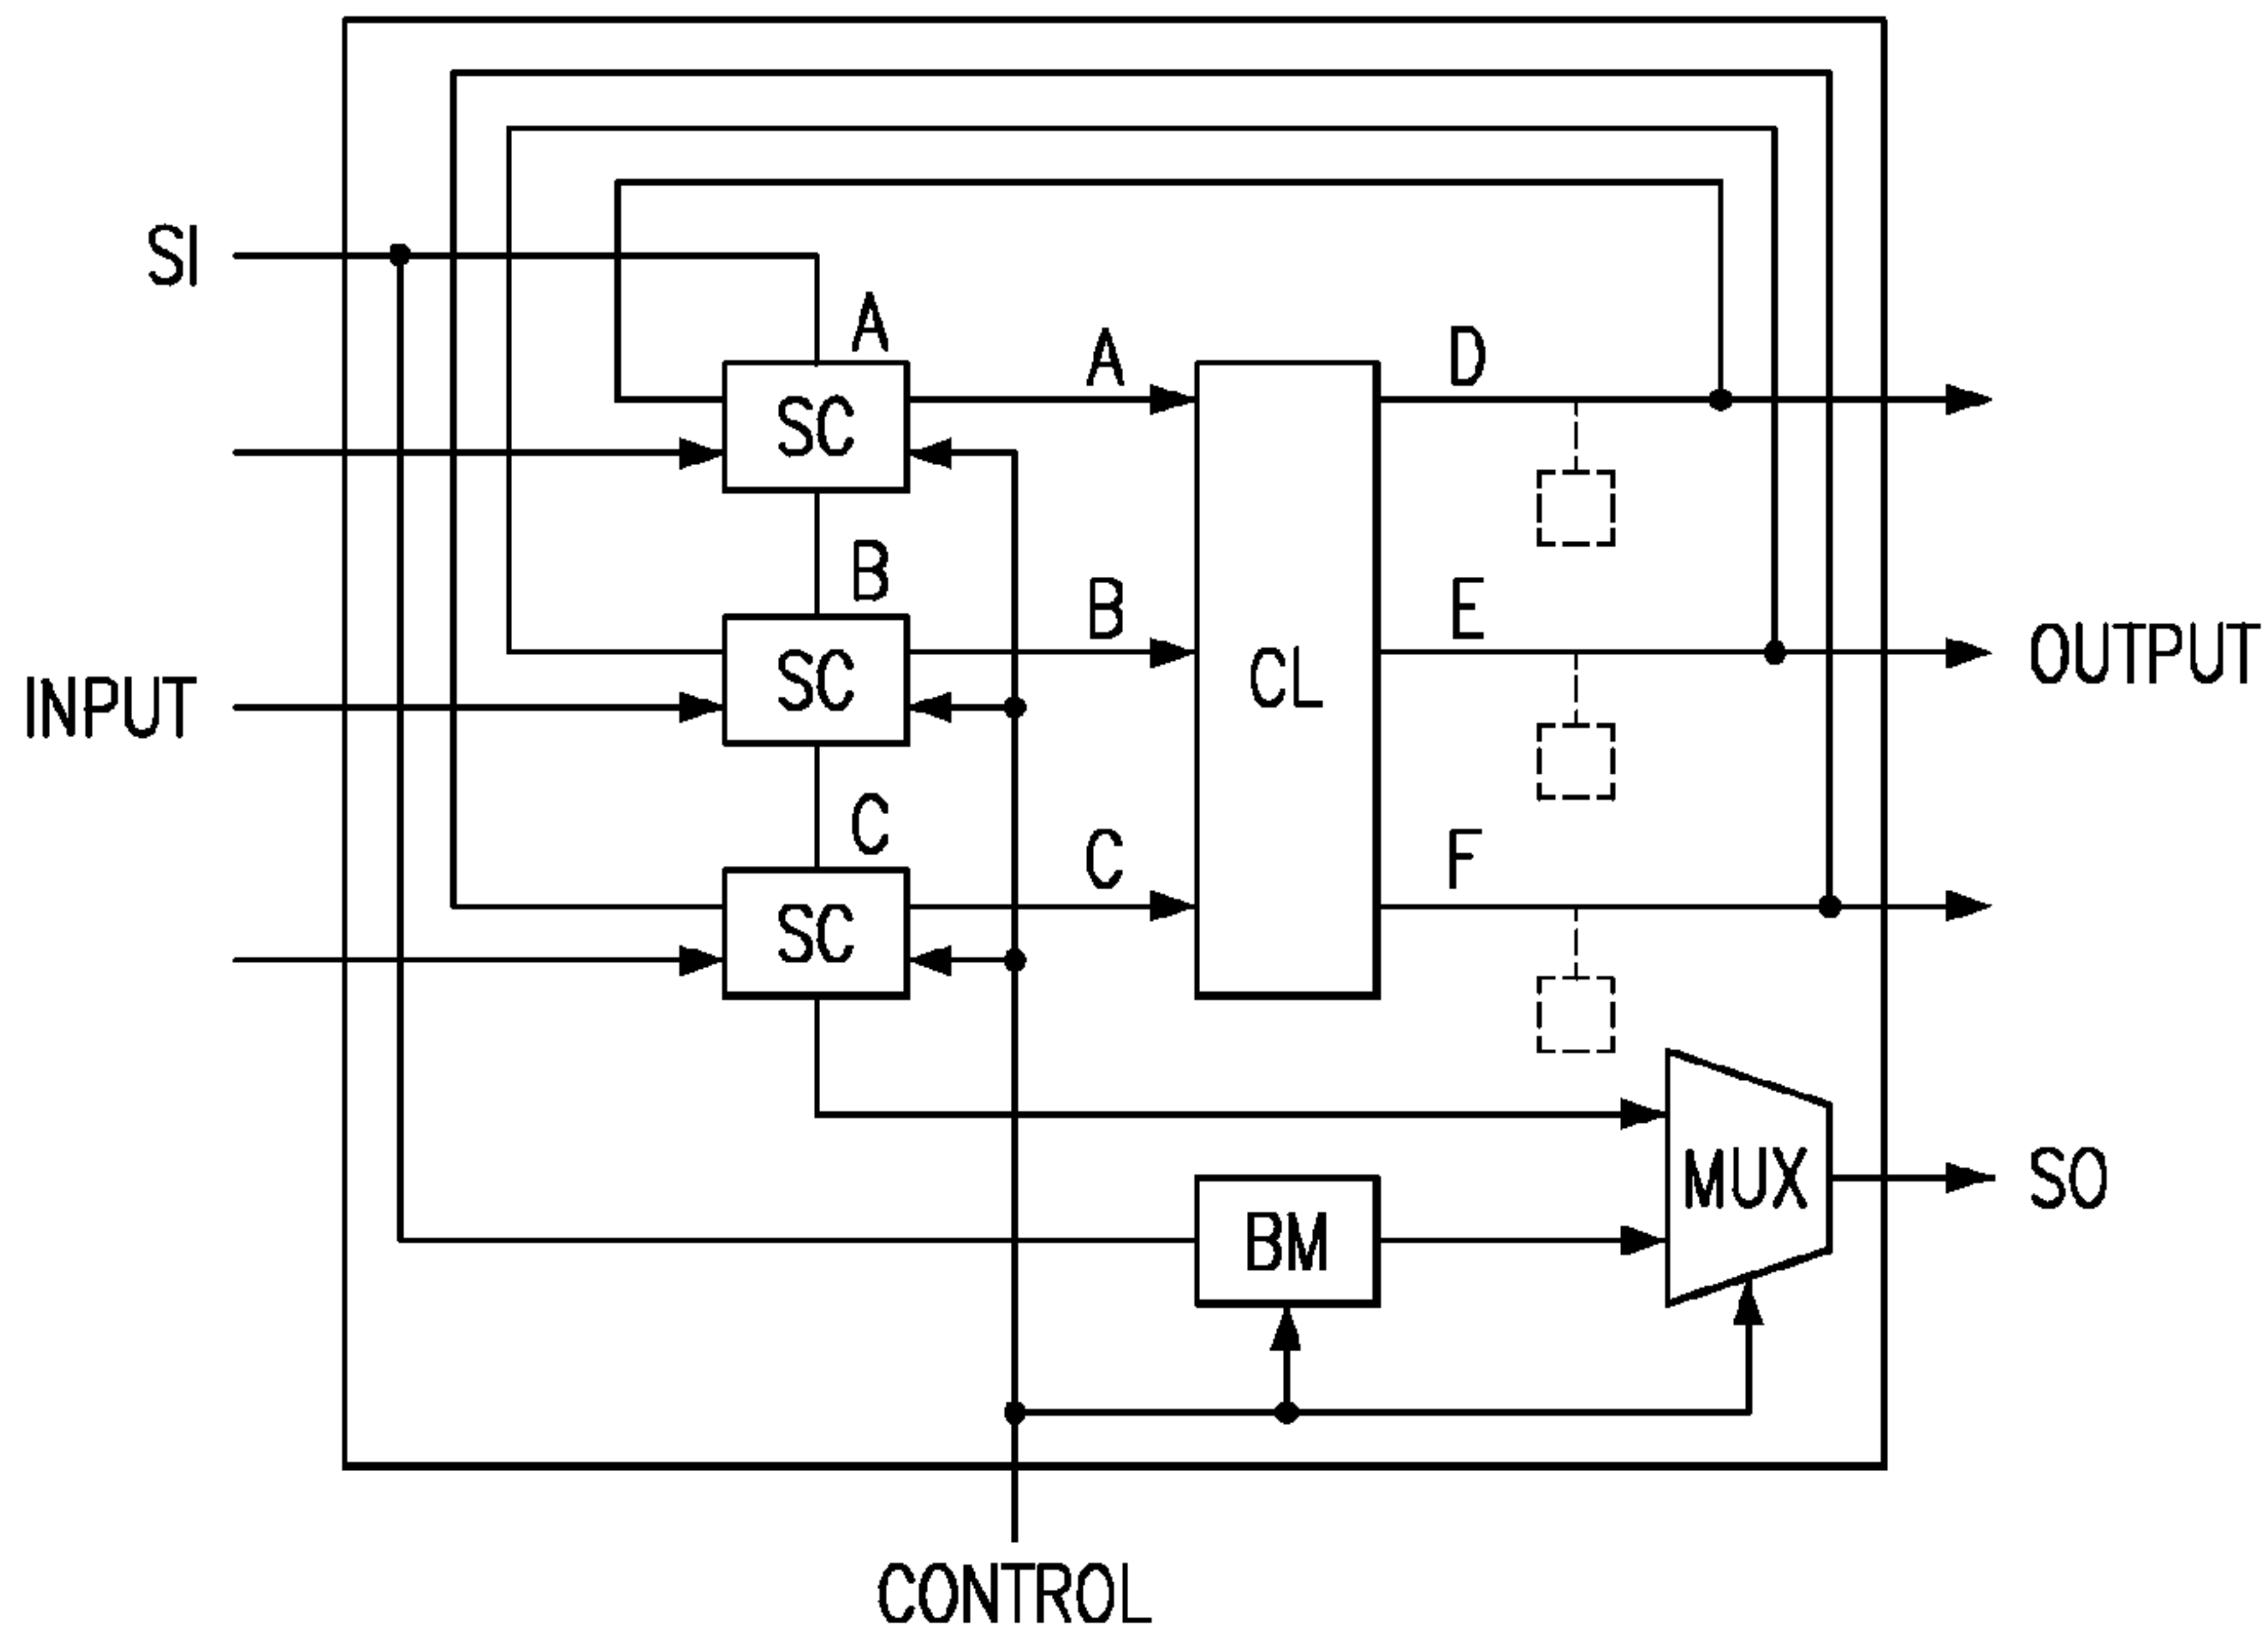 SI
A
A
D
SC
B
B
E
SC
CL
INPUT
OUTPUT
C
C
F
SC
MUX
SO
BM
CONTROL